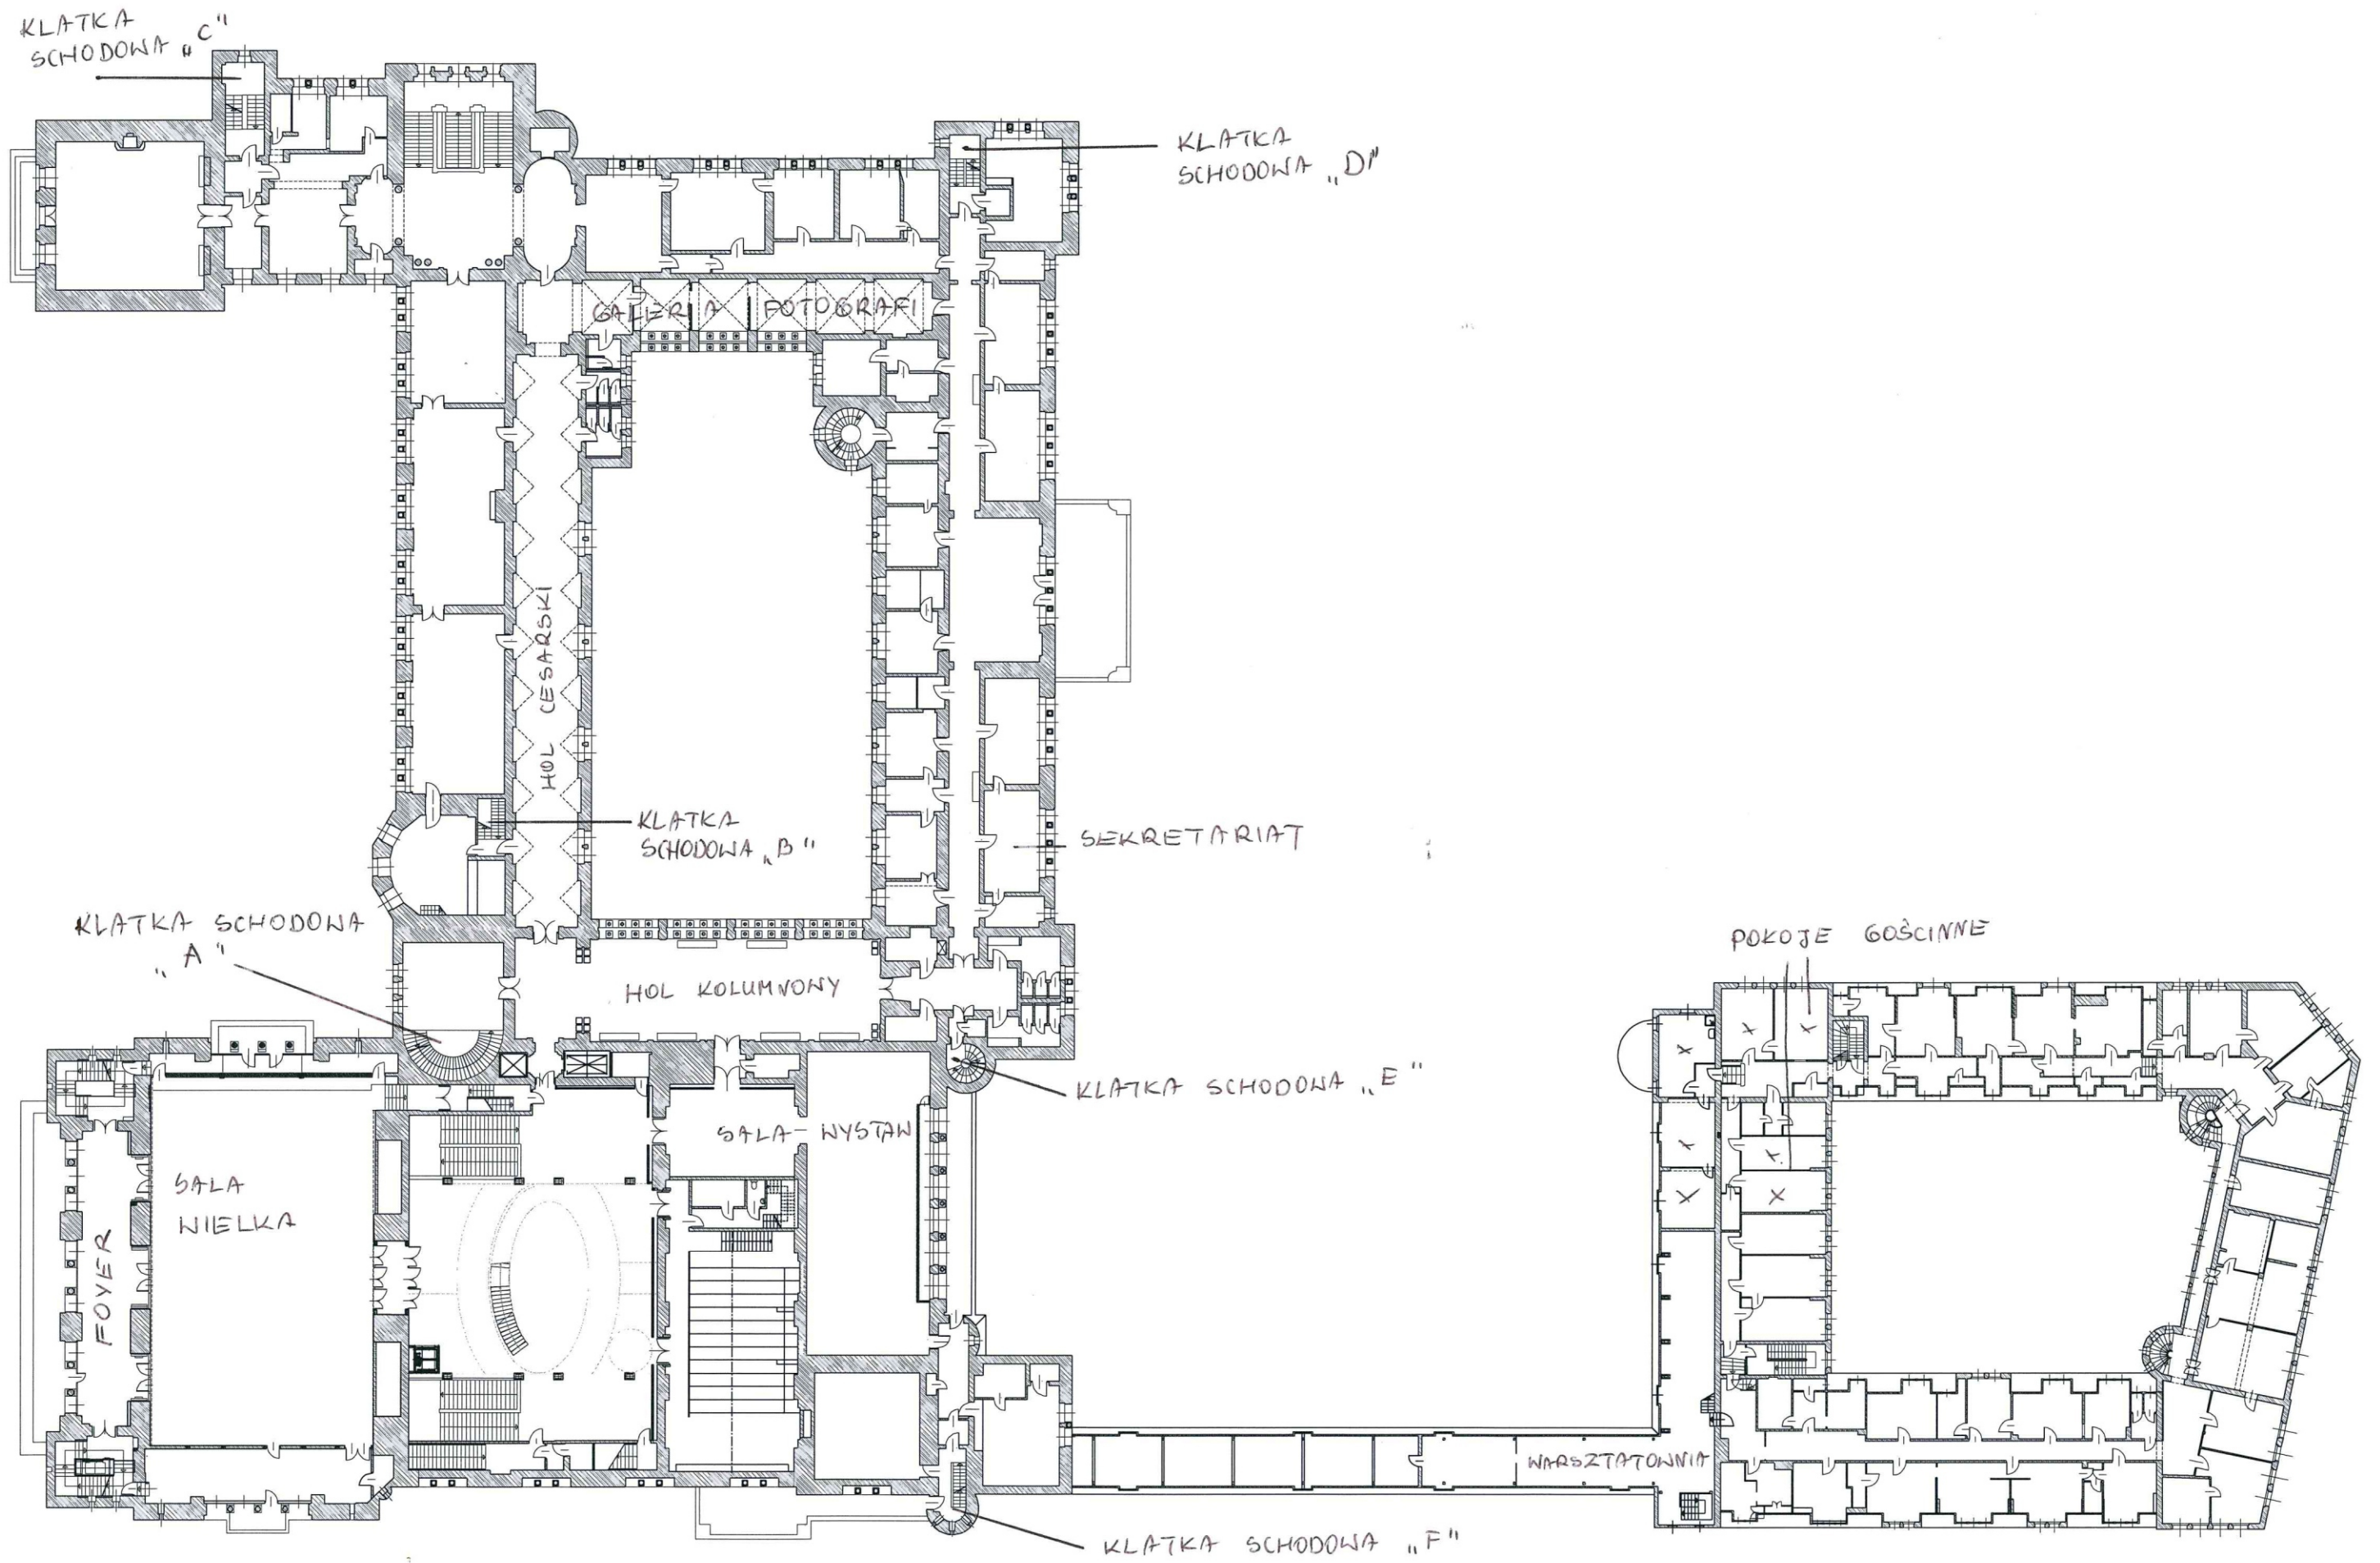 KLATKA
SCHODOWA „C"
KLATKA
SCHODOWA „D"
GALERIA FOTOGRAFI
HOL CESARSKI
KLATKA
SCHODOWA „B"
SEKRETARIAT
KLATKA SCHODOWA
„A"
POKOJE GOŚCINNE
HOL KOLUMNOWY
KLATKA SCHODOWA „E"
SALA WYSTAW
SALA
WIELKA
FOYER
X X
X
X X
X X
WARSZTATOWNIA
KLATKA SCHODOWA „F"